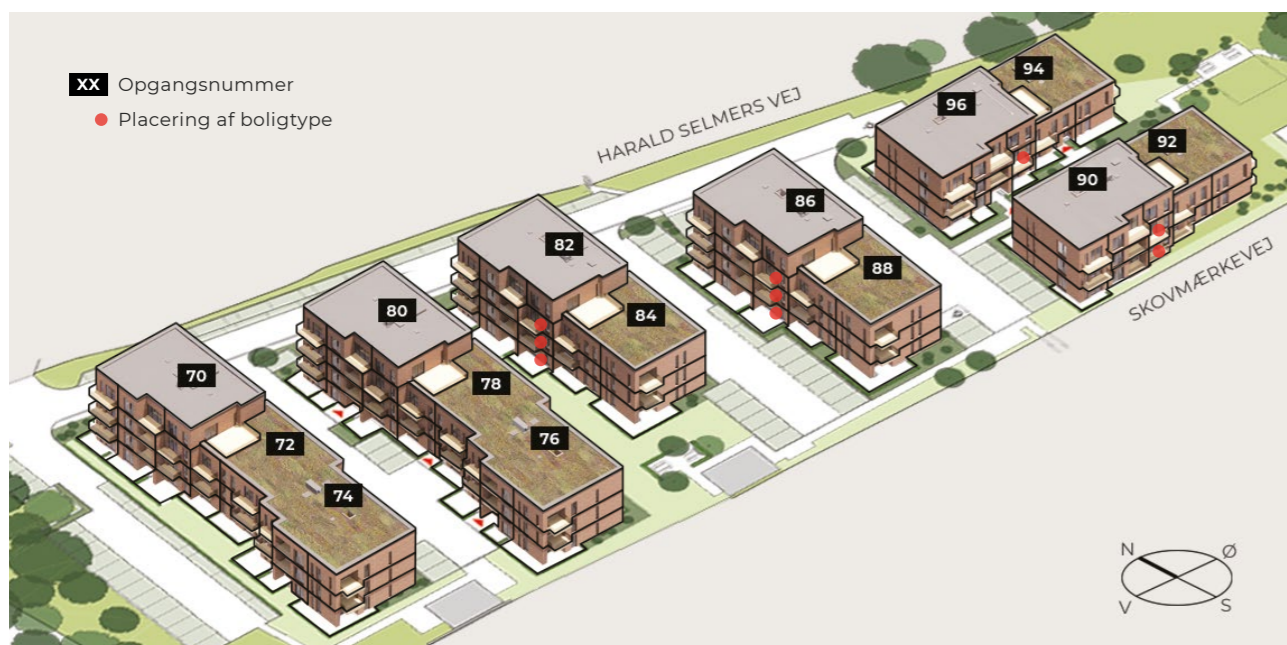 XX Opgangsnummer
Placering af boligtype
HARALD SELMERS VEJ
94
96
92
90
86
82
88
80
84
70
78
72
76
74
SKOVMÆRKEVEJ
N
Ø
V
S